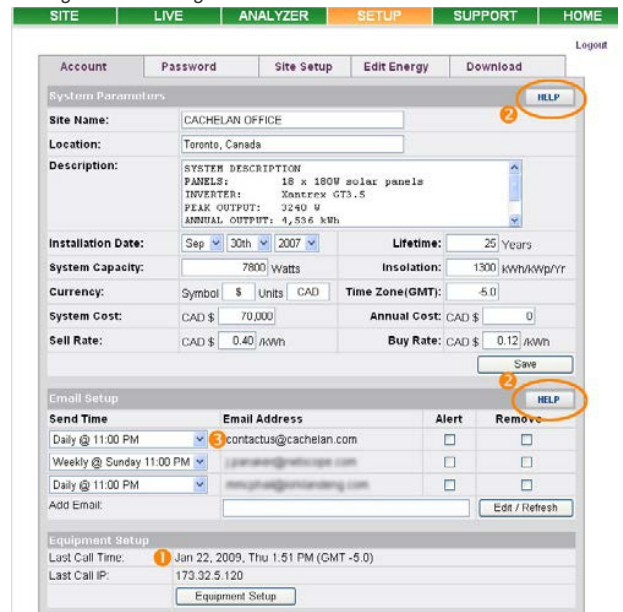 SITE LIVE ANALYZER SETUP SUPPORT HOME
Logout
Account Password Site Setup Edit Energy Download
System Parameters HELP
2
Site Name: CACHELAN OFFICE
Location: Toronto, Canada
Description: SYSTEM DESCRIPTION
PANELS: 18 x 180W solar panels
INVERTER: Xantrex GT3.5
PEAK OUTPUT: 3240 W
ANNUAL OUTPUT: 4,536 kWh
Installation Date: Sep 30th 2007 Lifetime: 25 Years
System Capacity: 7800 Watts Insolation: 1300 kWh/kWp/Yr
Currency: Symbol $ Units CAD Time Zone(GMT): -5.0
System Cost: CAD $ 70,000 Annual Cost: CAD $ 0
Sell Rate: CAD $ 0.40 /kWh Buy Rate: CAD $ 0.12 /kWh
Save
2
Email Setup HELP
Send Time Email Address Alert Remove
Daily @ 11:00 PM 3 contactus@cachelan.com
Weekly @ Sunday 11:00 PM
Daily @ 11:00 PM
Add Email: Edit / Refresh
Equipment Setup
Last Call Time: 1 Jan 22, 2009, Thu 1:51 PM (GMT -5.0)
Last Call IP: 173.32.5.120
Equipment Setup